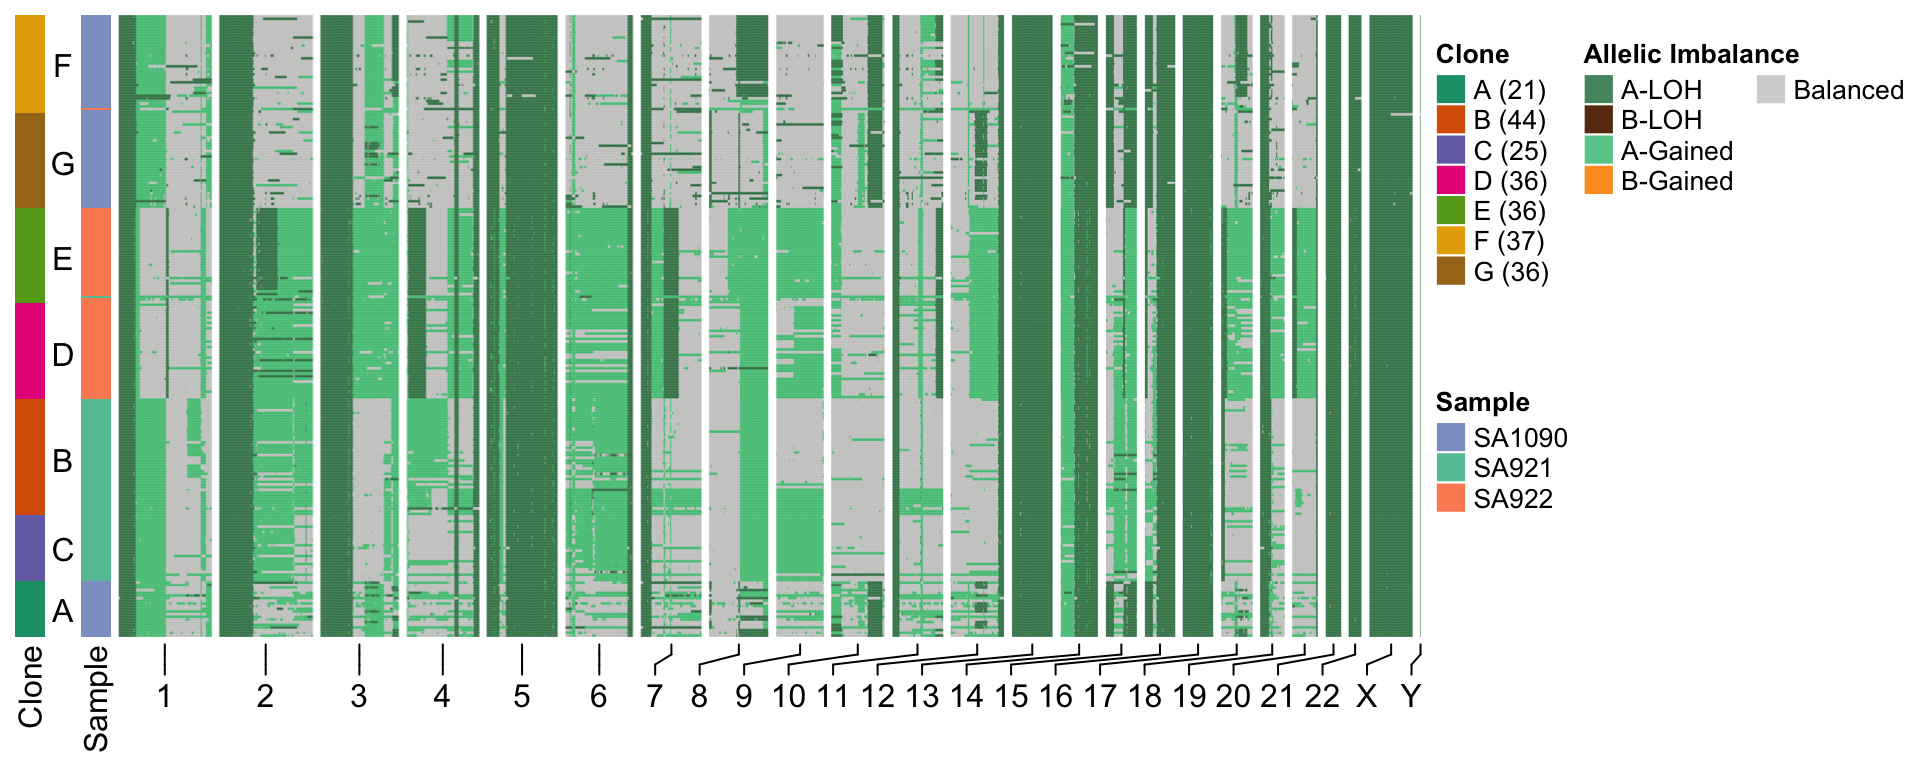 F
G
E
D
B
C
A
Clone
Sample
1 2 3 4 5 6 7 8 9 10 11 12 13 14 15 16 17 18 19 20 21 22 X Y
Clone
A (21)
B (44)
C (25)
D (36)
E (36)
F (37)
G (36)
Allelic Imbalance
A-LOH
B-LOH
A-Gained
B-Gained
Balanced
Sample
SA1090
SA921
SA922